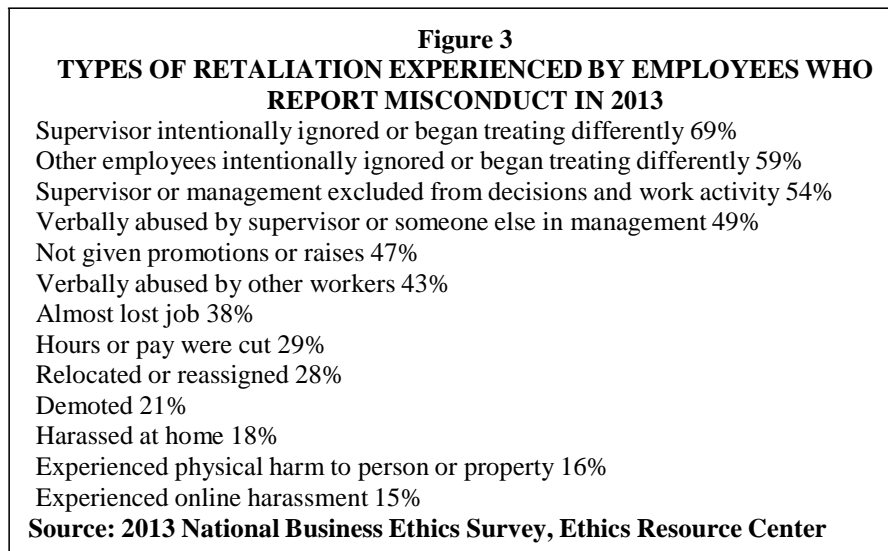 Figure 3
TYPES OF RETALIATION EXPERIENCED BY EMPLOYEES WHO
REPORT MISCONDUCT IN 2013
Supervisor intentionally ignored or began treating differently 69%
Other employees intentionally ignored or began treating differently 59%
Supervisor or management excluded from decisions and work activity 54%
Verbally abused by supervisor or someone else in management 49%
Not given promotions or raises 47%
Verbally abused by other workers 43%
Almost lost job 38%
Hours or pay were cut 29%
Relocated or reassigned 28%
Demoted 21%
Harassed at home 18%
Experienced physical harm to person or property 16%
Experienced online harassment 15%
Source: 2013 National Business Ethics Survey, Ethics Resource Center